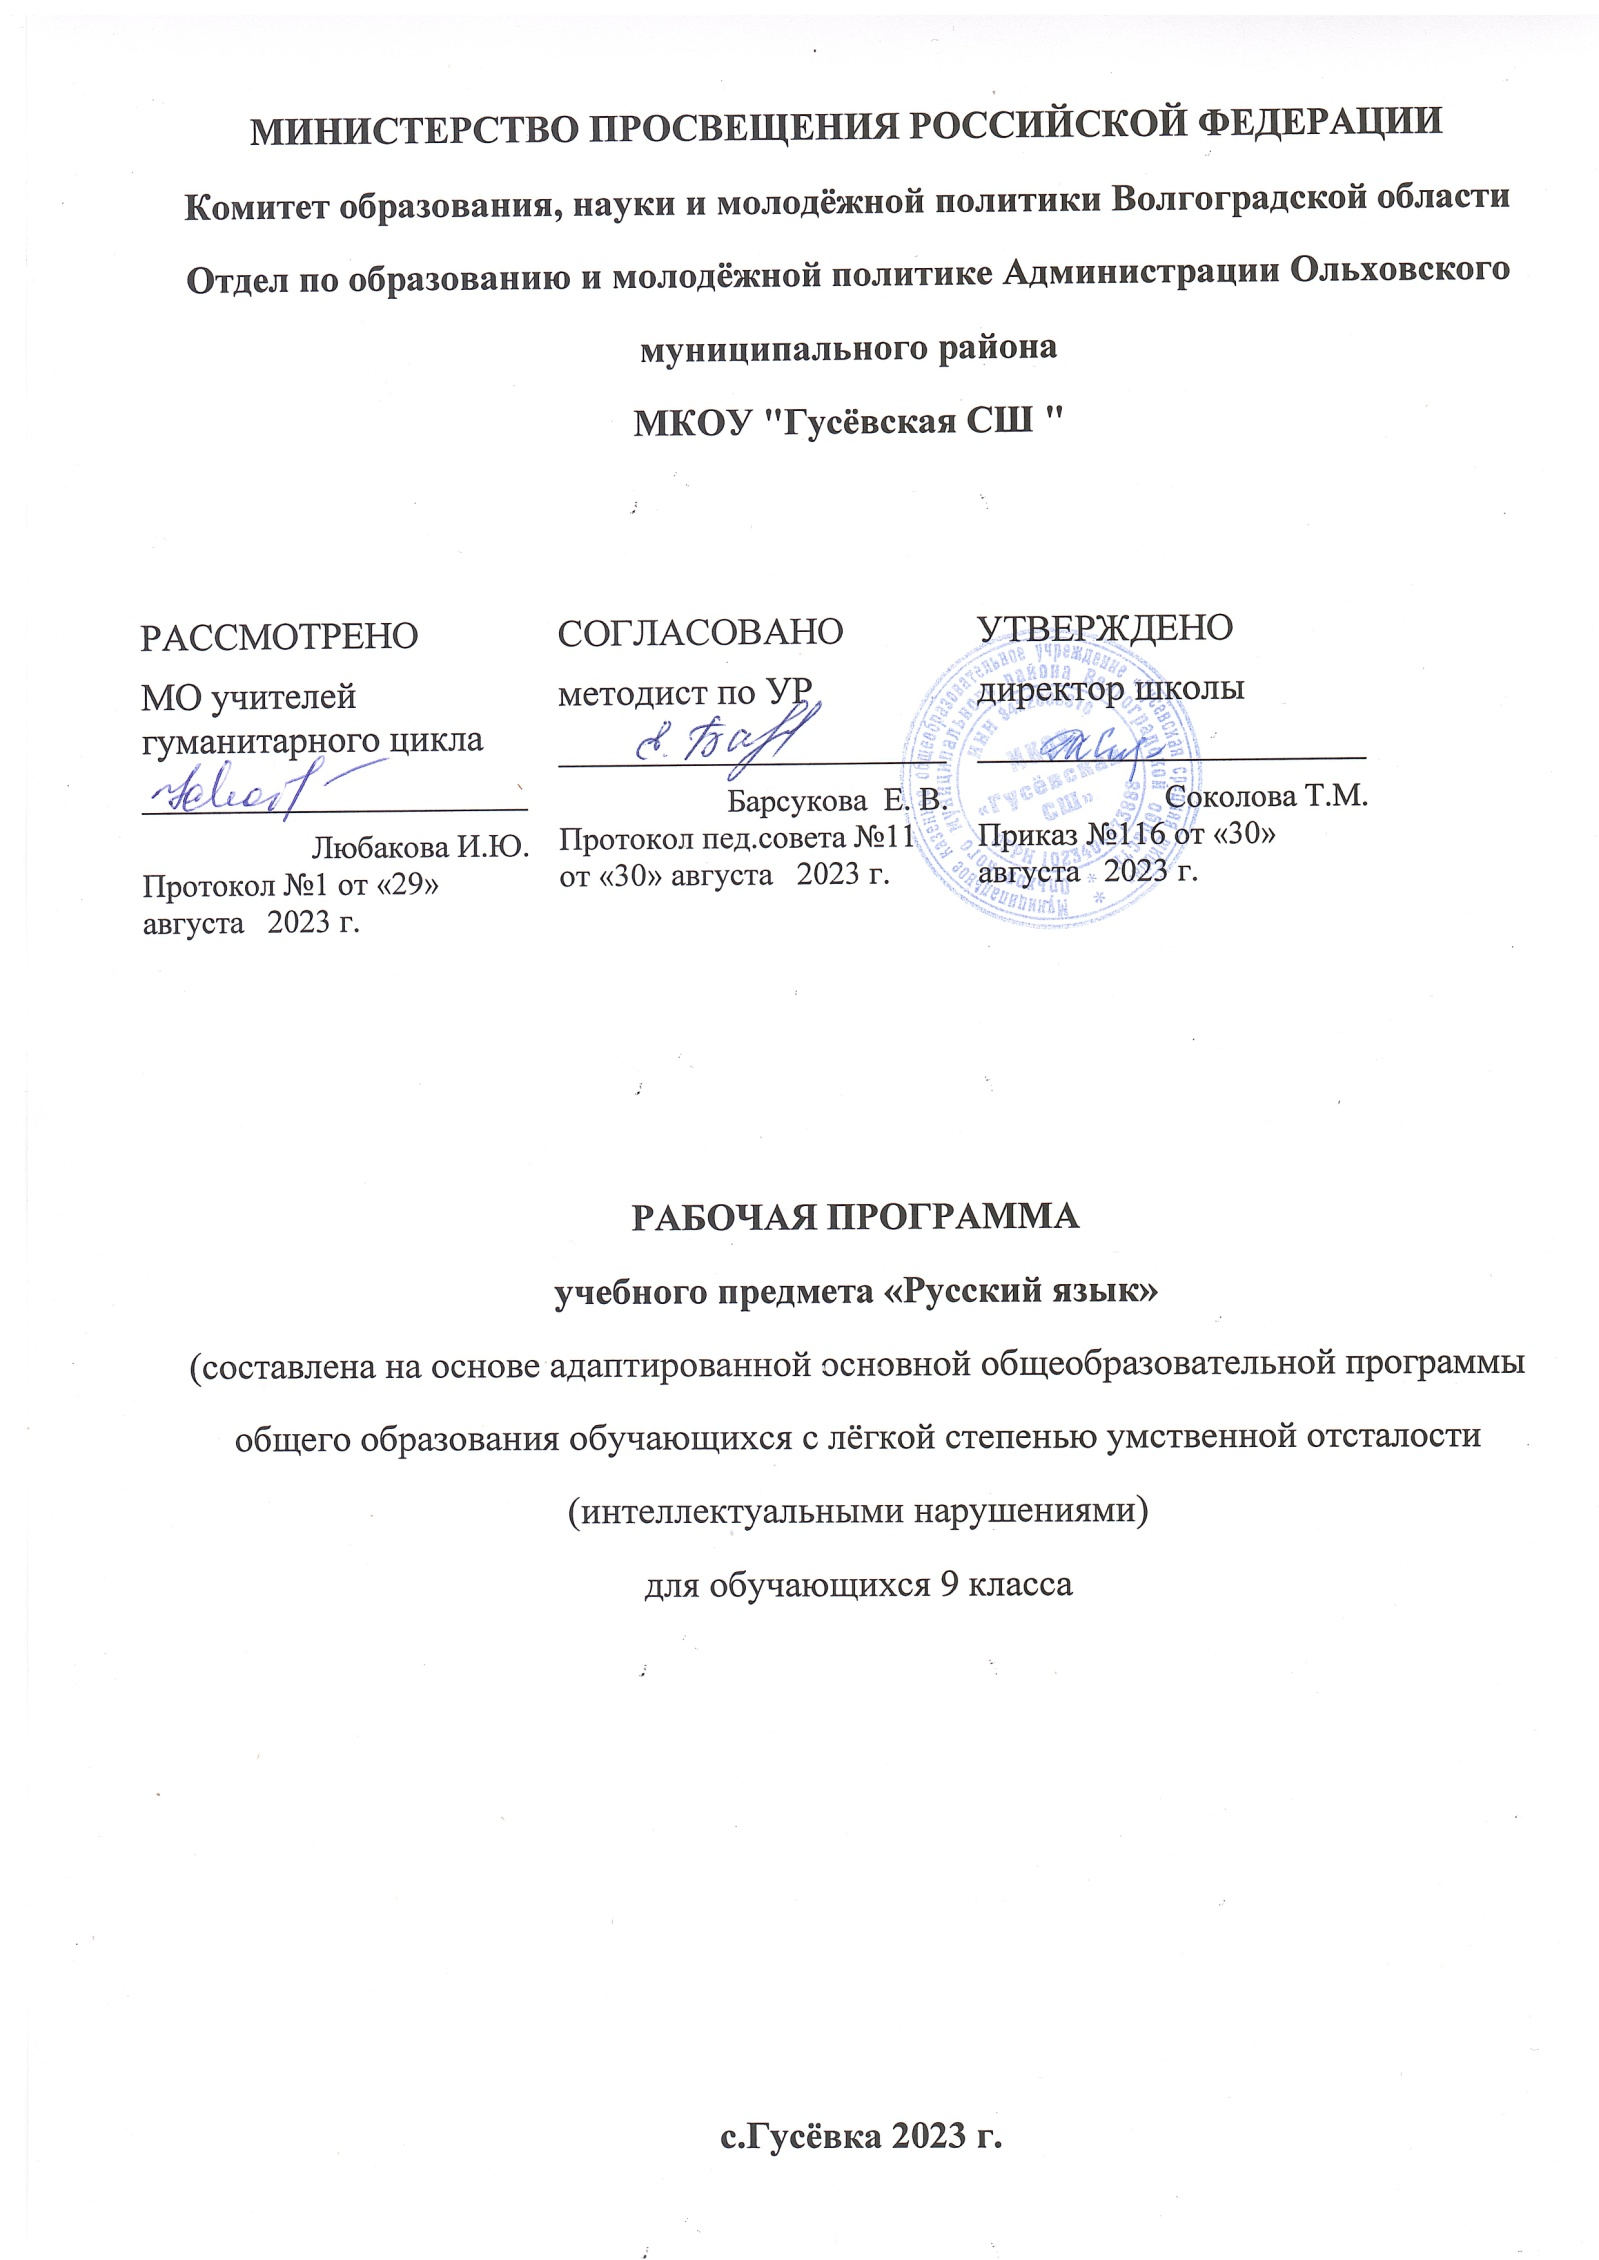 МИНИСТЕРСТВО ПРОСВЕЩЕНИЯ РОССИЙСКОЙ ФЕДЕРАЦИИ
Комитет образования, науки и молодёжной политики Волгоградской области
Отдел по образованию и молодёжной политике Администрации Ольховского
муниципального района
МКОУ "Гусёвская СШ "
РАССМОТРЕНО
МО учителей
гуманитарного цикла
Любакова И.Ю.
Протокол №1 от «29»
августа 2023 г.
СОГЛАСОВАНО
методист по УР
Е. Бар
Барсукова Е. В.
Протокол пед.совета №11
от «30» августа 2023 г.
УТВЕРЖДЕНО
директор школы
Соколова Т.М.
Приказ №116 от «30»
августа 2023 г.
МКОУ
«Гусёвская
СШ»
РАБОЧАЯ ПРОГРАММА
учебного предмета «Русский язык»
(составлена на основе адаптированной основной общеобразовательной программы
общего образования обучающихся с лёгкой степенью умственной отсталости
(интеллектуальными нарушениями)
для обучающихся 9 класса
с.Гусёвка 2023 г.